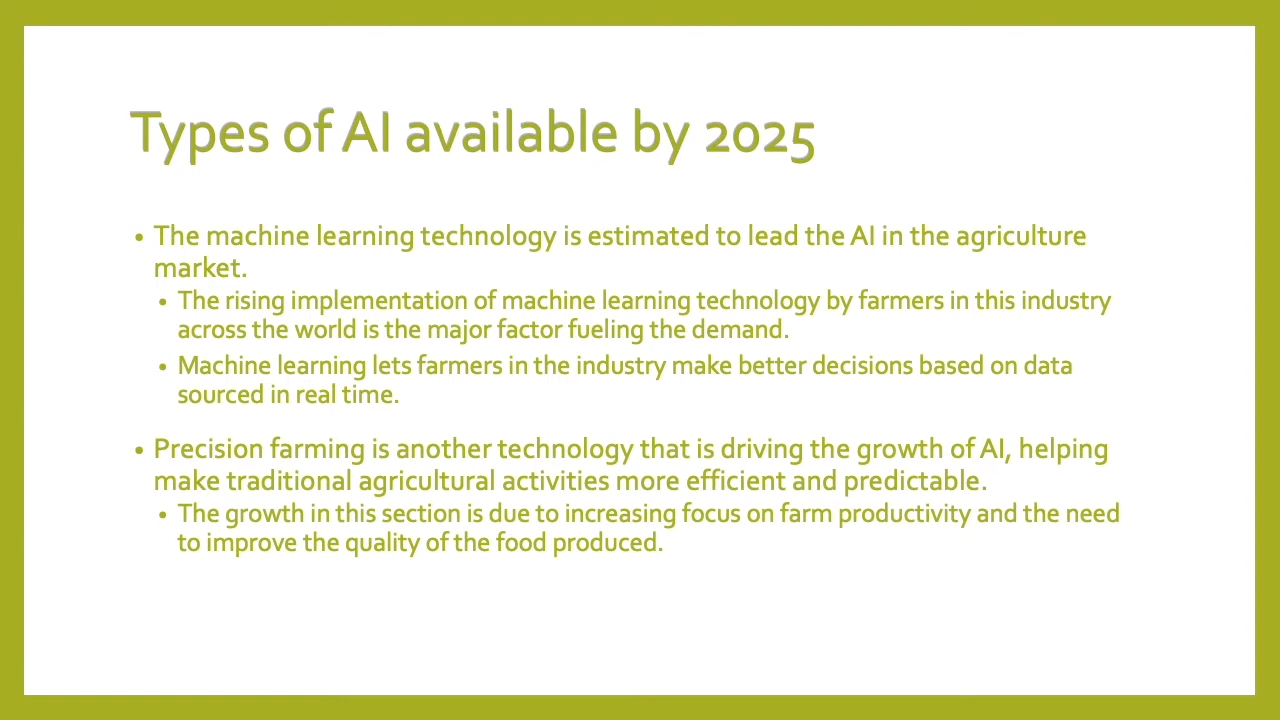 Types of AI available by 2025
• The machine learning technology is estimated to lead the AI in the agriculture
market.
• The rising implementation of machine learning technology by farmers in this industry
across the world is the major factor fueling the demand.
• Machine learning lets farmers in the industry make better decisions based on data
sourced in real time.
• Precision farming is another technology that is driving the growth of AI, helping
make traditional agricultural activities more efficient and predictable.
• The growth in this section is due to increasing focus on farm productivity and the need
to improve the quality of the food produced.